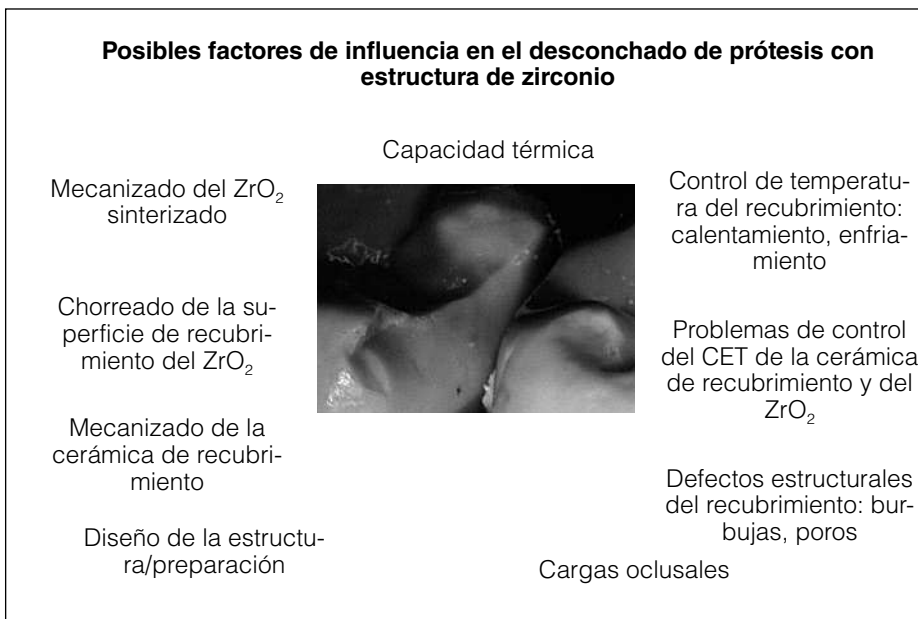 Posibles factores de influencia en el desconchado de prótesis con
estructura de zirconio
Capacidad térmica
Mecanizado del ZrO₂
sinterizado
Chorreado de la su-
perficie de recubri-
miento del ZrO₂
Mecanizado de la
cerámica de recubri-
miento
Diseño de la estructu-
ra/preparación
Control de temperatu-
ra del recubrimiento:
calentamiento, enfria-
miento
Problemas de control
del CET de la cerámica
de recubrimiento y del
ZrO₂
Defectos estructurales
del recubrimiento: bur-
bujas, poros
Cargas oclusales